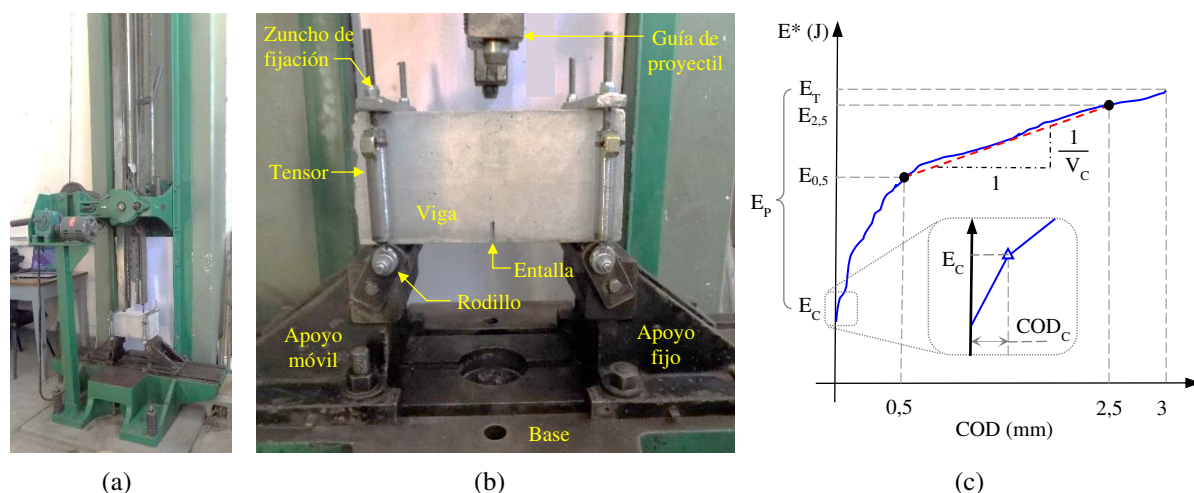 Zuncho de
fijación
Guía de
proyectil
Tensor
Viga
Entalla
Rodillo
Apoyo
móvil
Apoyo
fijo
Base
E* (J)
E_T
E_2,5
E_0,5
E_P
E_C
1
V_C
1
E_C
COD_C
0,5
2,5
3
COD (mm)
(a)
(b)
(c)